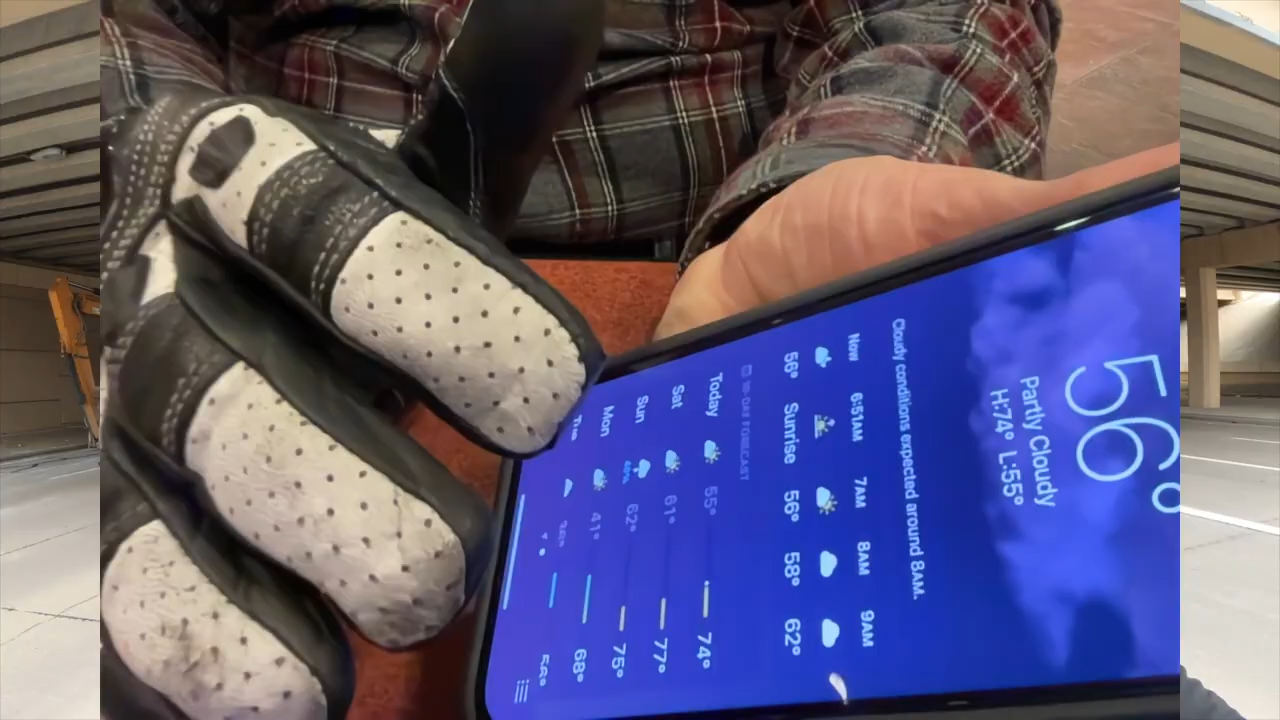 56°
Partly Cloudy
H:74° L:55°
Cloudy conditions expected around 8AM.
Now 6:51AM 7AM 8AM 9AM
56° Sunrise 56° 58° 62°
10-DAY FORECAST
Today 55° 74°
Sat 61° 77°
Sun 62° 75°
Mon 41° 68°
Tue